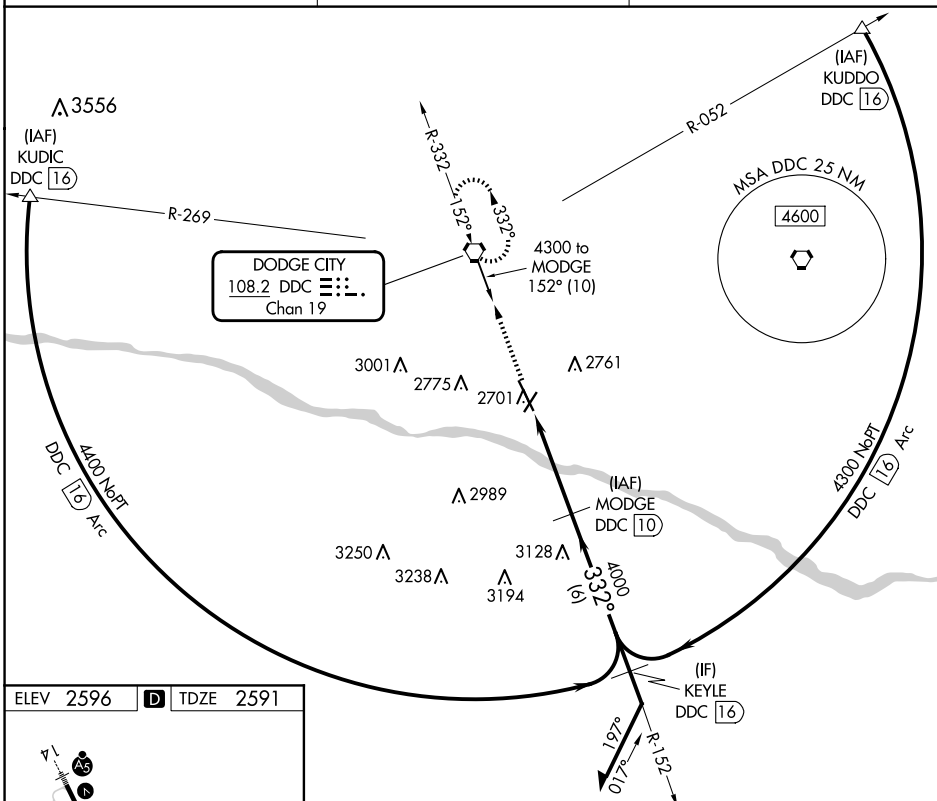 (IAF)
KUDDO
DDC 16
3556
(IAF)
KUDIC
DDC 16
R-332
R-052
MSA DDC 25 NM
4600
R-269
152°
332°
4300 to
MODGE
152° (10)
DODGE CITY
108.2 DDC
Chan 19
3001
2775
2701
2761
4400 NoPT
DDC 16 Arc
4300 NoPT
DDC 16 Arc
2989
(IAF)
MODGE
DDC 10
3250
3238
3194
3128
4000
332°
(6)
(IF)
KEYLE
DDC 16
197°
017°
R-152
ELEV 2596 D TDZE 2591
14
A5